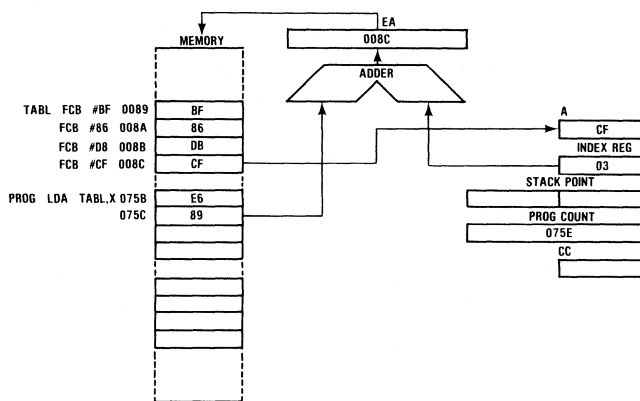 EA
008C
MEMORY
ADDER
TABL FCB #BF 0089 BF
FCB #86 008A 86
FCB #D8 008B DB
FCB #CF 008C CF
A
CF
INDEX REG
03
STACK POINT
PROG LDA TABL,X 075B E6
075C 89
PROG COUNT
075E
CC